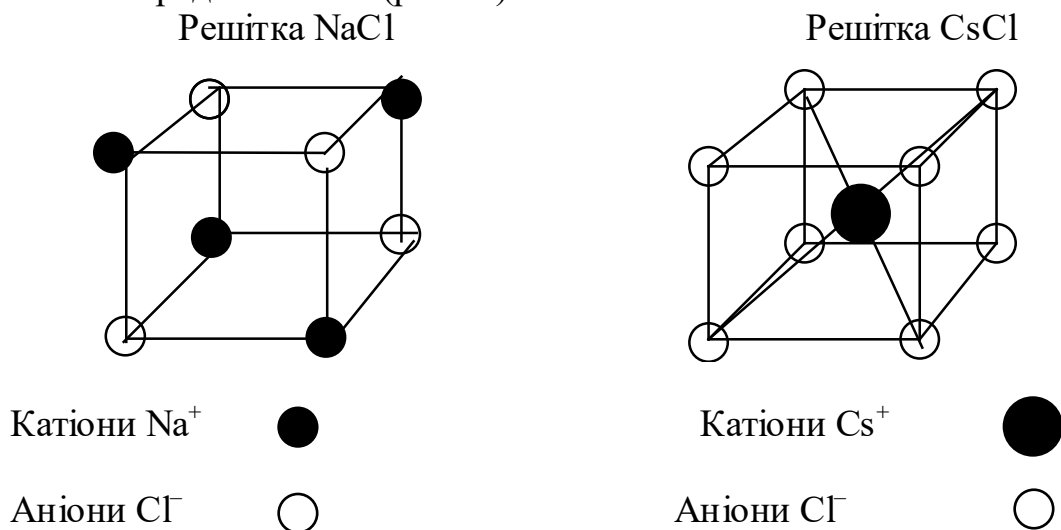 Решітка NaCl
Решітка CsCl
Катіони Na⁺
Катіони Cs⁺
Аніони Cl⁻
Аніони Cl⁻